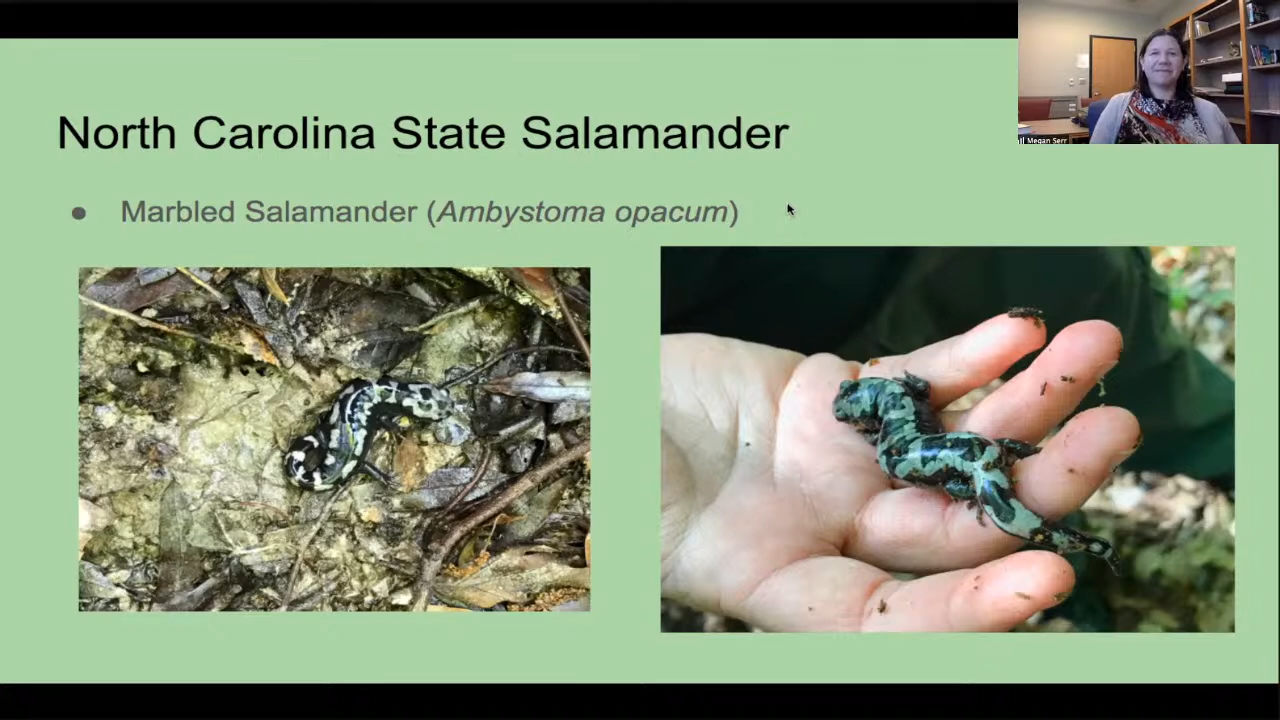 North Carolina State Salamander
● Marbled Salamander (Ambystoma opacum)
Megan Serr